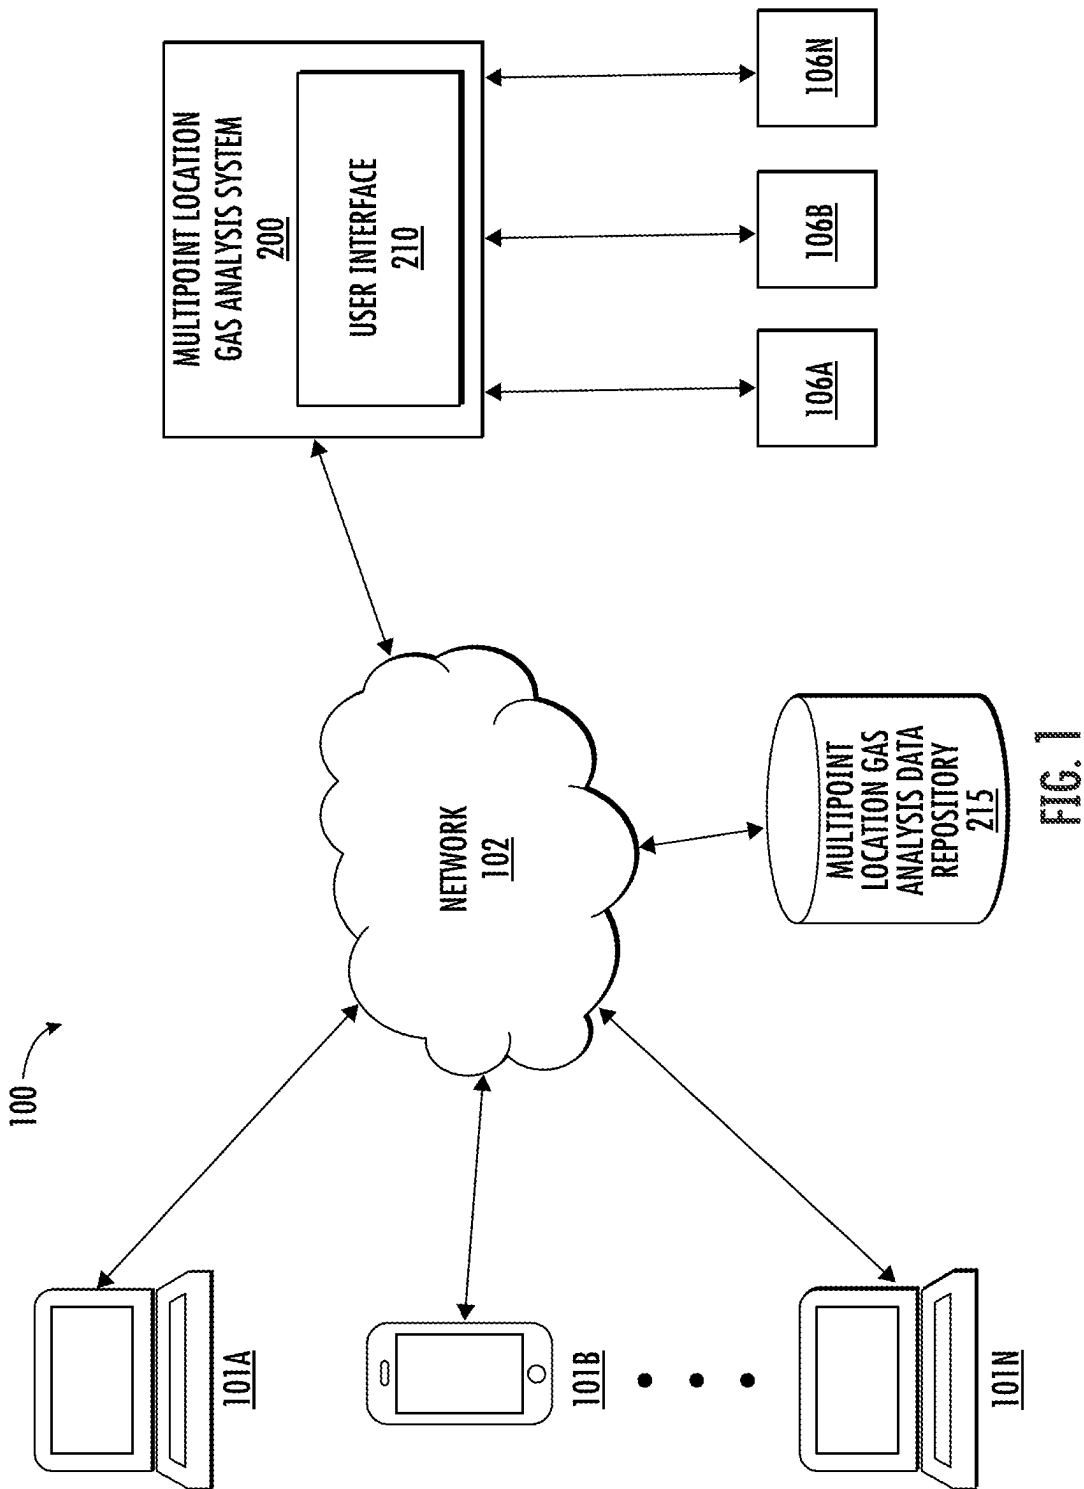 100
101A
101B
101N
NETWORK
102
MULTIPOINT
LOCATION GAS
ANALYSIS DATA
REPOSITORY
215
MULTIPOINT LOCATION
GAS ANALYSIS SYSTEM
200
USER INTERFACE
210
106A
106B
106N
FIG. 1